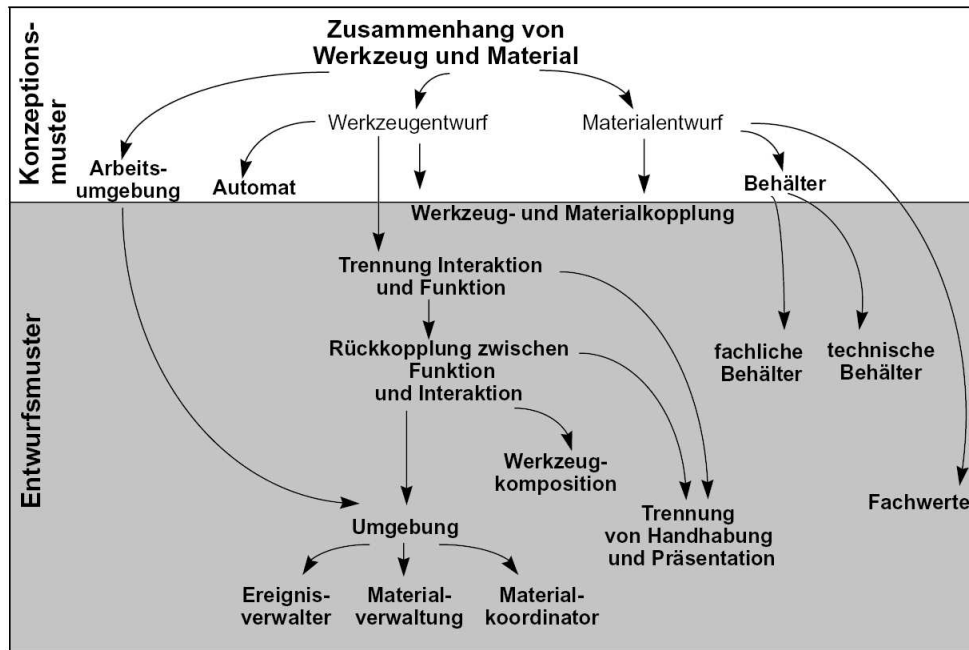 Konzeptions-
muster
Zusammenhang von
Werkzeug und Material
Werkzeugentwurf
Materialentwurf
Arbeits-
umgebung
Automat
Behälter
Entwurfsmuster
Werkzeug- und Materialkopplung
Trennung Interaktion
und Funktion
Rückkopplung zwischen
Funktion
und Interaktion
fachliche
Behälter
technische
Behälter
Werkzeug-
komposition
Fachwerte
Trennung
von Handhabung
und Präsentation
Umgebung
Ereignis-
verwalter
Material-
verwaltung
Material-
koordinator